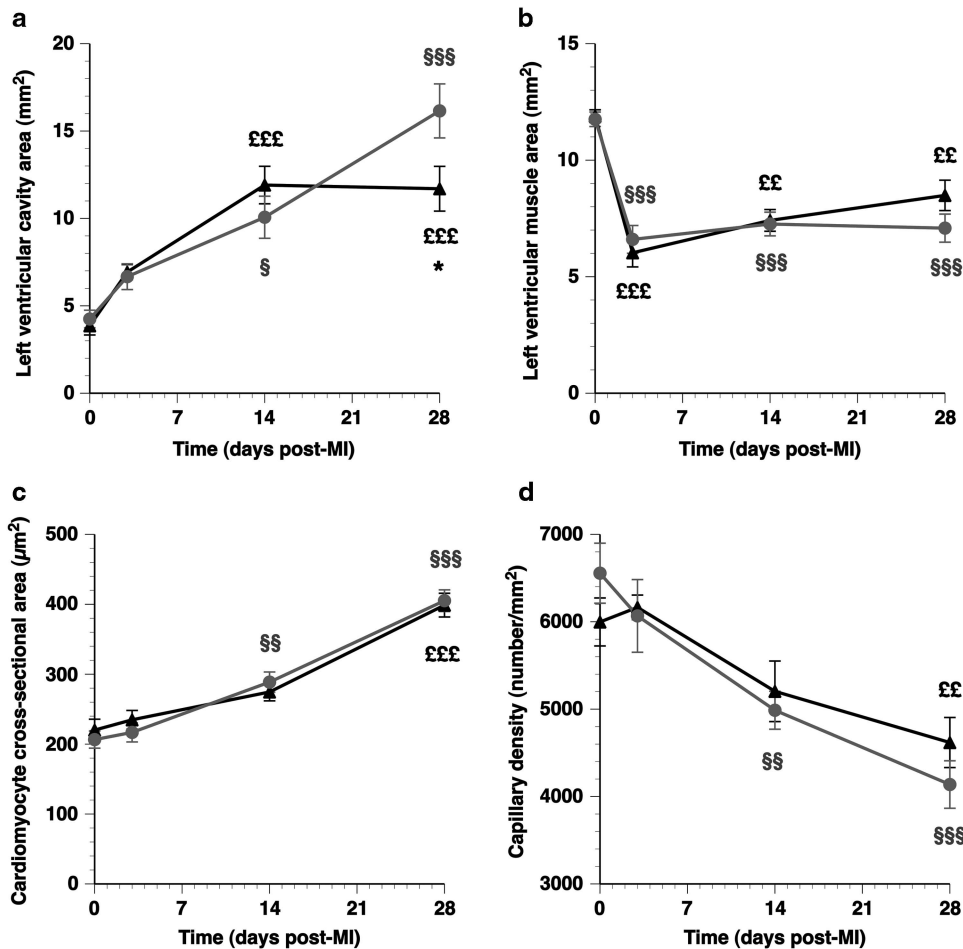 a
Left ventricular cavity area (mm²)
20
15
10
5
0
§§§
£££
£££
*
§
0 7 14 21 28
Time (days post-MI)
b
Left ventricular muscle area (mm²)
15
10
5
0
§§§
££
££
£££
§§§
§§§
0 7 14 21 28
Time (days post-MI)
c
Cardiomyocyte cross-sectional area (µm²)
500
400
300
200
100
0
§§§
§§
£££
0 7 14 21 28
Time (days post-MI)
d
Capillary density (number/mm²)
7000
6000
5000
4000
3000
££
§§
§§§
0 7 14 21 28
Time (days post-MI)